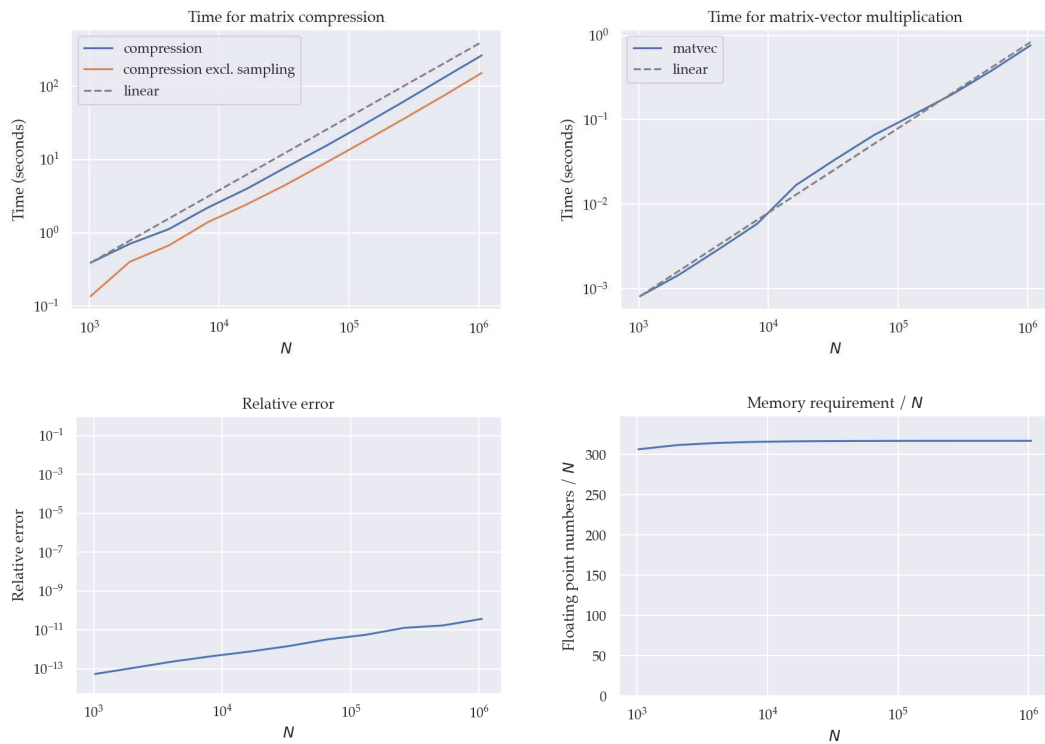 Time for matrix compression
compression
compression excl. sampling
linear
10²
10¹
10⁰
10⁻¹
Time (seconds)
10³ 10⁴ 10⁵ 10⁶
N
Time for matrix-vector multiplication
matvec
linear
10⁰
10⁻¹
10⁻²
10⁻³
Time (seconds)
10³ 10⁴ 10⁵ 10⁶
N
Relative error
10⁻¹
10⁻³
10⁻⁵
10⁻⁷
10⁻⁹
10⁻¹¹
10⁻¹³
Relative error
10³ 10⁴ 10⁵ 10⁶
N
Memory requirement / N
300
250
200
150
100
50
0
Floating point numbers / N
10³ 10⁴ 10⁵ 10⁶
N